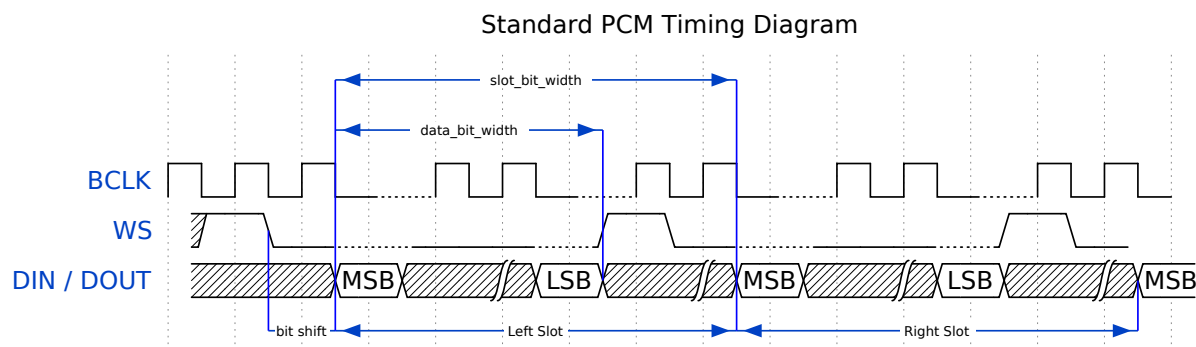 Standard PCM Timing Diagram
slot_bit_width
data_bit_width
BCLK
WS
DIN / DOUT
MSB
LSB
MSB
LSB
MSB
bit shift
Left Slot
Right Slot